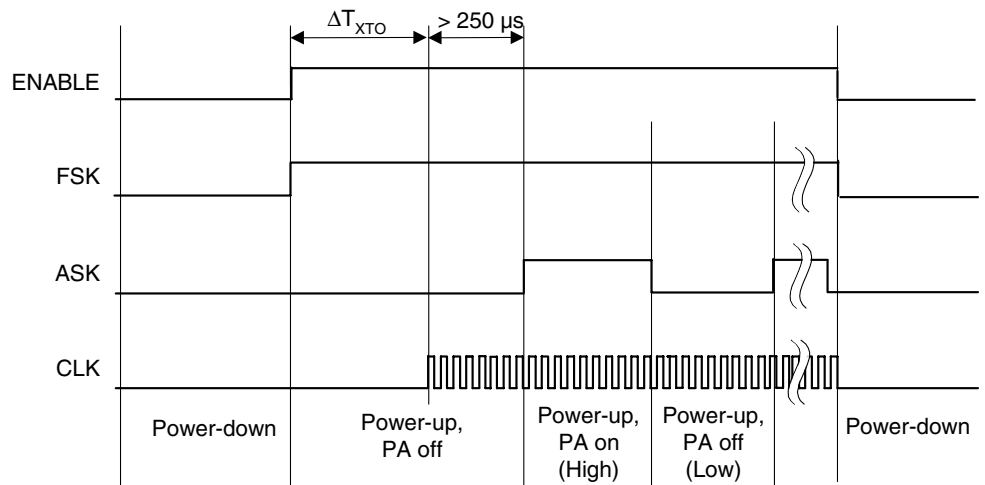 ΔT_XTO
> 250 µs
ENABLE
FSK
ASK
CLK
Power-down
Power-up,
PA off
Power-up,
PA on
(High)
Power-up,
PA off
(Low)
Power-down